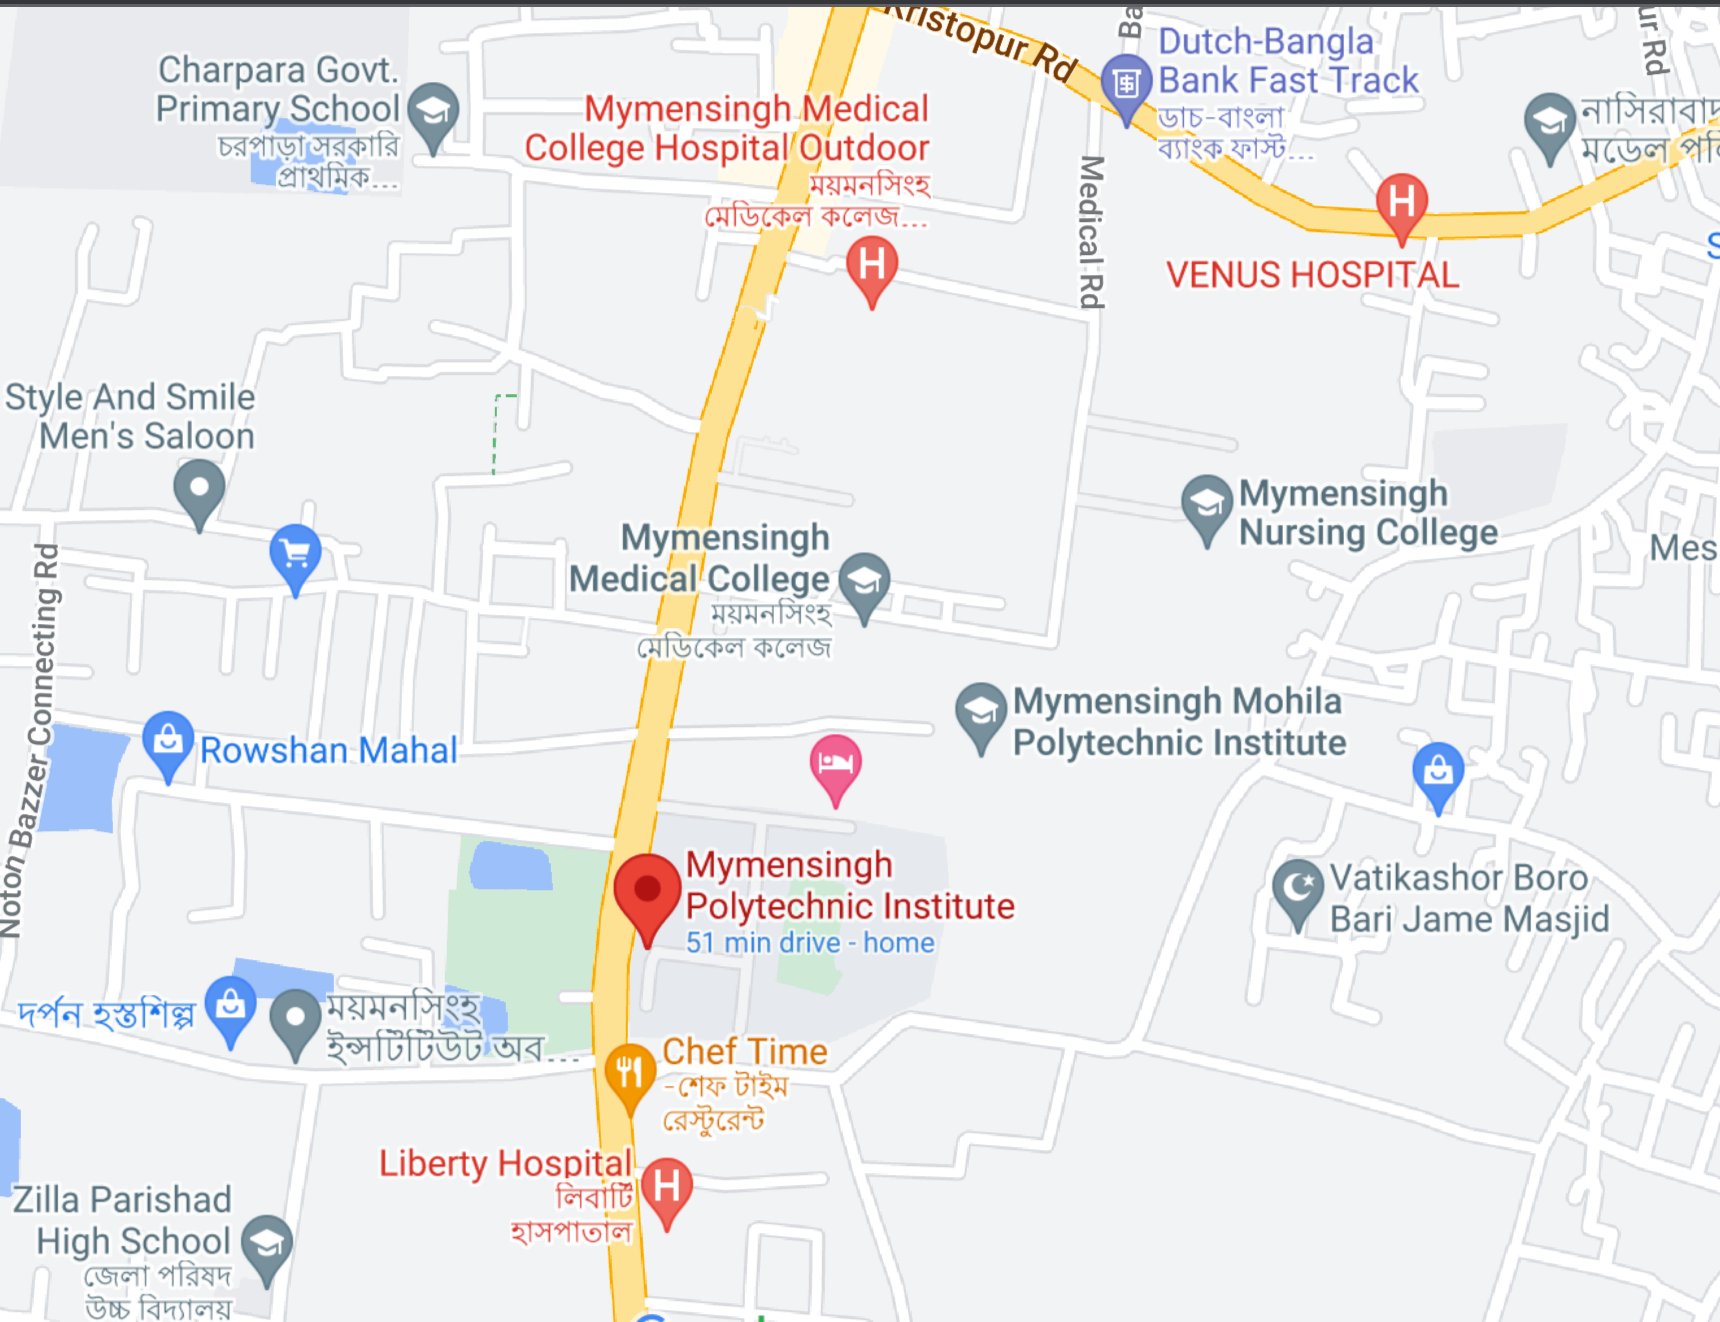 Kristopur Rd
Ba
ur Rd
Dutch-Bangla
Bank Fast Track
ডাচ-বাংলা
ব্যাংক ফাস্ট...
Charpara Govt.
Primary School
চরপাড়া সরকারি
প্রাথমিক...
Mymensingh Medical
College Hospital Outdoor
ময়মনসিংহ
মেডিকেল কলেজ...
নাসিরাবাদ
মডেল
Medical Rd
VENUS HOSPITAL
S
Style And Smile
Men's Saloon
Mymensingh
Nursing College
Mes
Mymensingh
Medical College
ময়মনসিংহ
মেডিকেল কলেজ
Noton Bazzer Connecting Rd
Mymensingh Mohila
Polytechnic Institute
Rowshan Mahal
Mymensingh
Polytechnic Institute
51 min drive - home
Vatikashor Boro
Bari Jame Masjid
দর্পন হস্তশিল্প
ময়মনসিংহ
ইন্সটিটিউট অব...
Chef Time
-শেফ টাইম
রেস্টুরেন্ট
Liberty Hospital
লিবার্টি
হাসপাতাল
Zilla Parishad
High School
জেলা পরিষদ
উচ্চ বিদ্যালয়